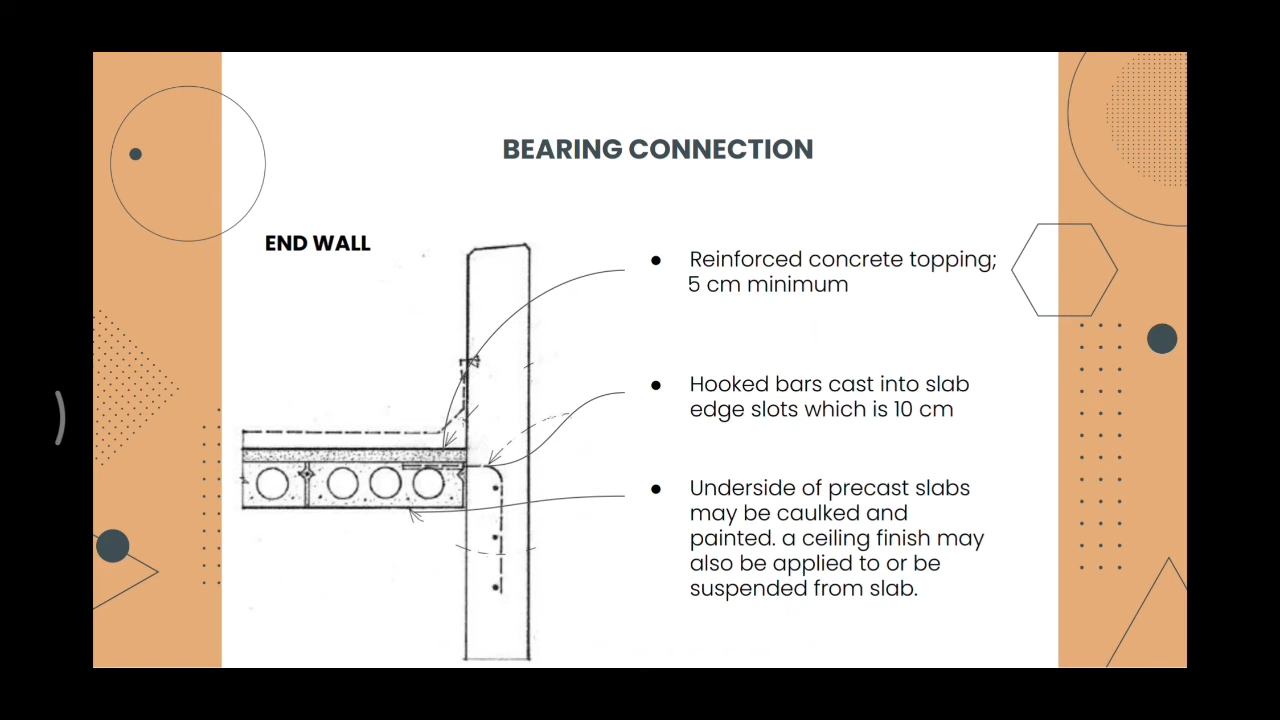 BEARING CONNECTION
END WALL
● Reinforced concrete topping;
5 cm minimum
● Hooked bars cast into slab
edge slots which is 10 cm
● Underside of precast slabs
may be caulked and
painted. a ceiling finish may
also be applied to or be
suspended from slab.